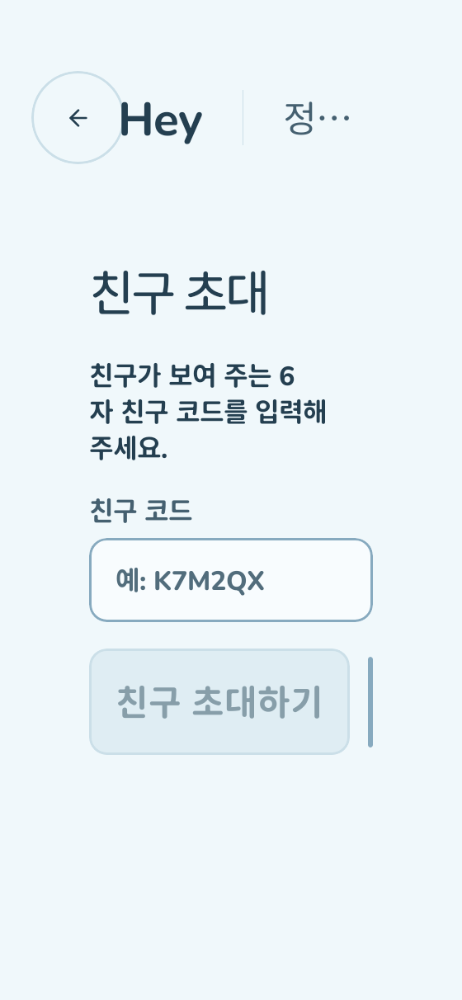 Hey
정…
친구 초대
친구가 보여 주는 6
자 친구 코드를 입력해
주세요.
친구 코드
예: K7M2QX
친구 초대하기